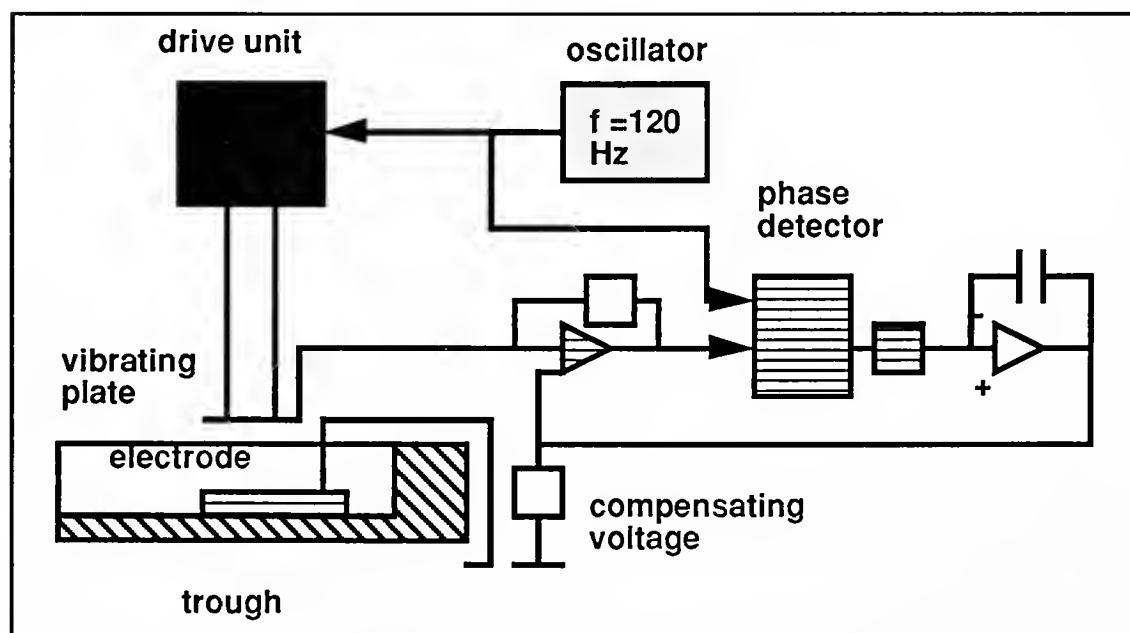 drive unit
oscillator
f =120
Hz
phase
detector
-
+
vibrating
plate
electrode
compensating
voltage
trough